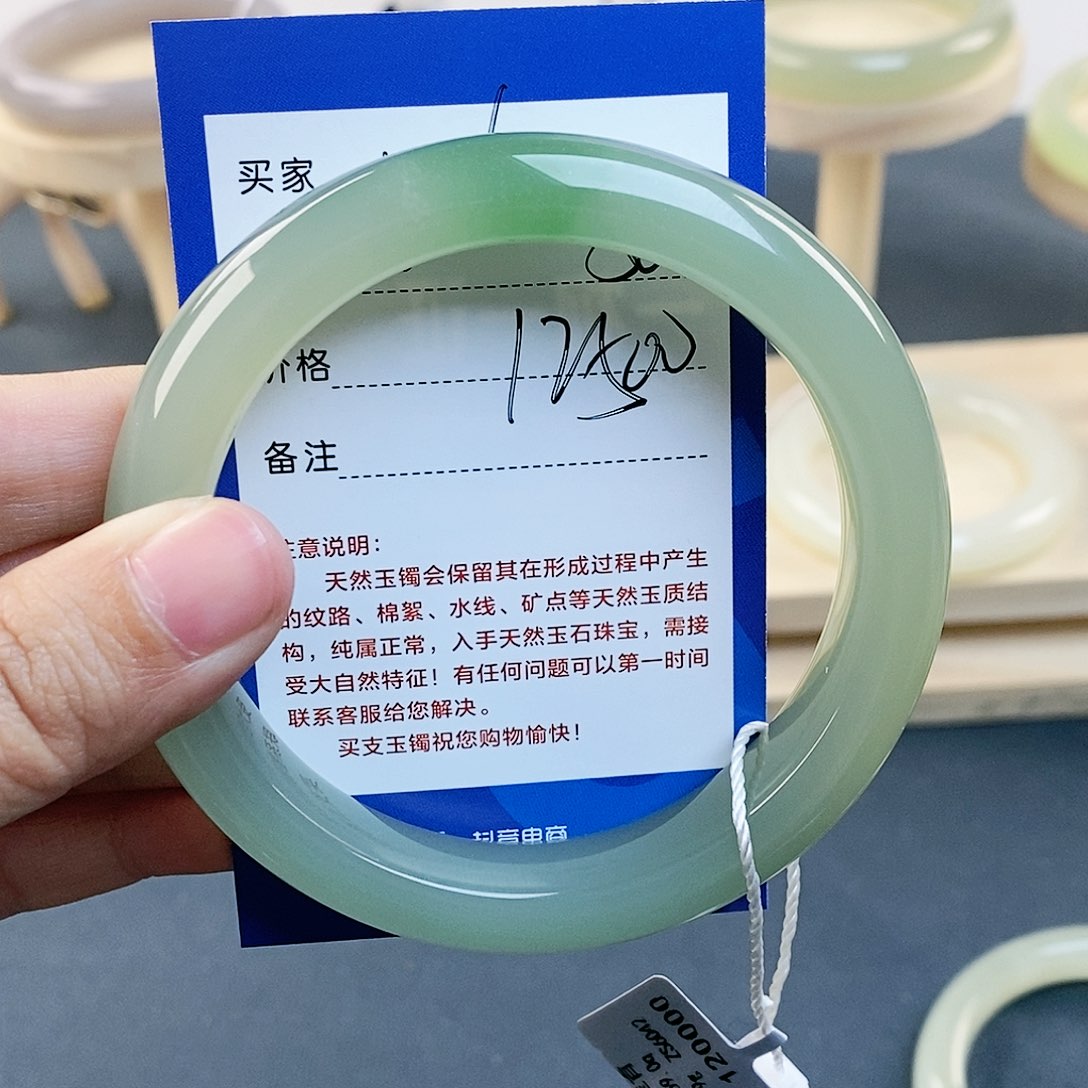 买家
价格 12500
备注
注意说明：
天然玉镯会保留其在形成过程中产生
的纹路、棉絮、水线、矿点等天然玉质结
构，纯属正常，入手天然玉石珠宝，需接
受大自然特征！有任何问题可以第一时间
联系客服给您解决。
买支玉镯祝您购物愉快！
抖音电商
120000